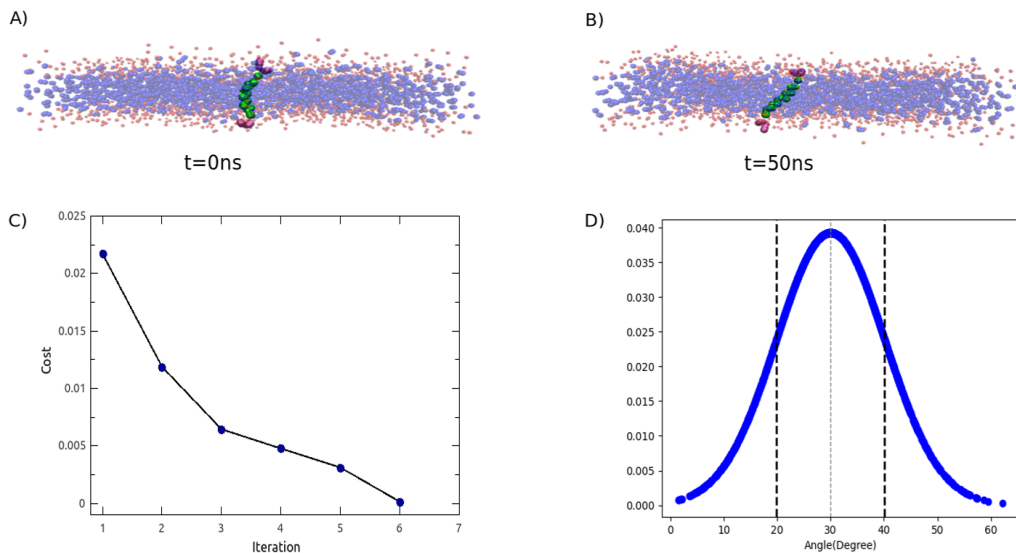 A)
B)
t=0ns
t=50ns
C)
0.025
0.02
0.015
0.01
0.005
0
Cost
1 2 3 4 5 6 7
Iteration
D)
0.040
0.035
0.030
0.025
0.020
0.015
0.010
0.005
0.000
0 10 20 30 40 50 60
Angle(Degree)